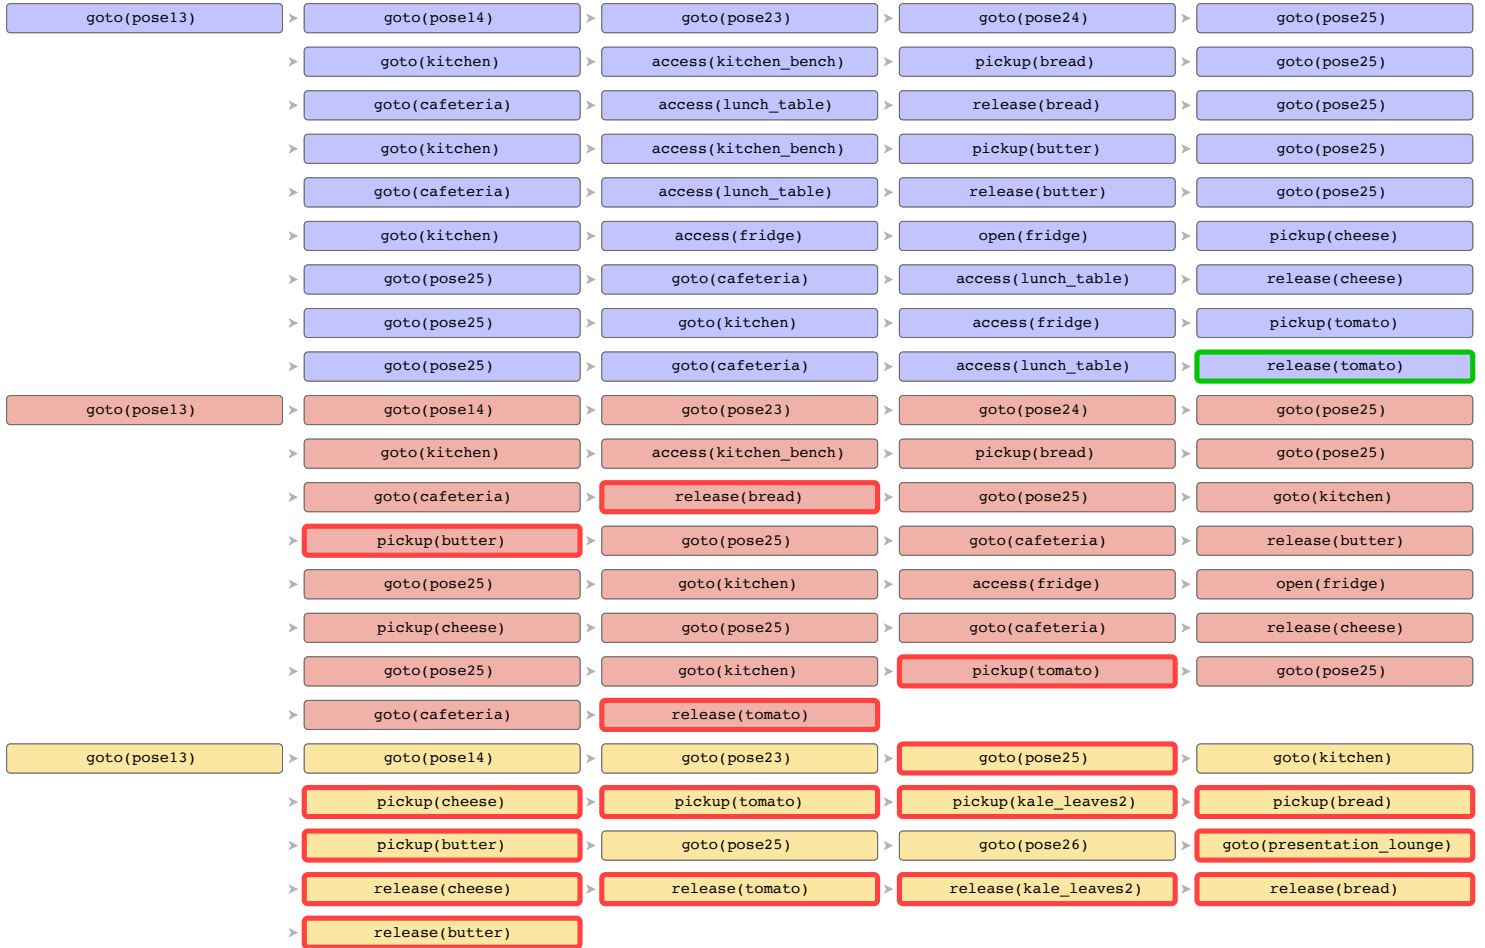 goto(pose13) goto(pose14) goto(pose23) goto(pose24) goto(pose25)
goto(kitchen) access(kitchen_bench) pickup(bread) goto(pose25)
goto(cafeteria) access(lunch_table) release(bread) goto(pose25)
goto(kitchen) access(kitchen_bench) pickup(butter) goto(pose25)
goto(cafeteria) access(lunch_table) release(butter) goto(pose25)
goto(kitchen) access(fridge) open(fridge) pickup(cheese)
goto(pose25) goto(cafeteria) access(lunch_table) release(cheese)
goto(pose25) goto(kitchen) access(fridge) pickup(tomato)
goto(pose25) goto(cafeteria) access(lunch_table) release(tomato)
goto(pose13) goto(pose14) goto(pose23) goto(pose24) goto(pose25)
goto(kitchen) access(kitchen_bench) pickup(bread) goto(pose25)
goto(cafeteria) release(bread) goto(pose25) goto(kitchen)
pickup(butter) goto(pose25) goto(cafeteria) release(butter)
goto(pose25) goto(kitchen) access(fridge) open(fridge)
pickup(cheese) goto(pose25) goto(cafeteria) release(cheese)
goto(pose25) goto(kitchen) pickup(tomato) goto(pose25)
goto(cafeteria) release(tomato)
goto(pose13) goto(pose14) goto(pose23) goto(pose25) goto(kitchen)
pickup(cheese) pickup(tomato) pickup(kale_leaves2) pickup(bread)
pickup(butter) goto(pose25) goto(pose26) goto(presentation_lounge)
release(cheese) release(tomato) release(kale_leaves2) release(bread)
release(butter)